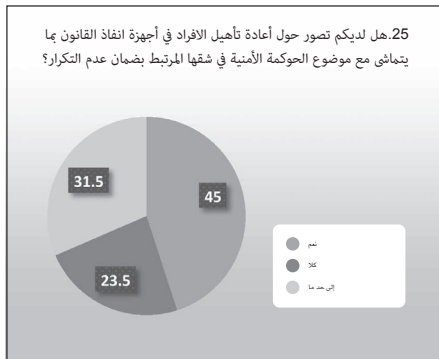 25.هل لديكم تصور حول أعادة تأهيل الافراد في أجهزة انفاذ القانون بما
يتماشى مع موضوع الحوكمة الأمنية في شقها المرتبط بضمان عدم التكرار؟
31.5
45
23.5
نعم
كلا
إلى حد ما